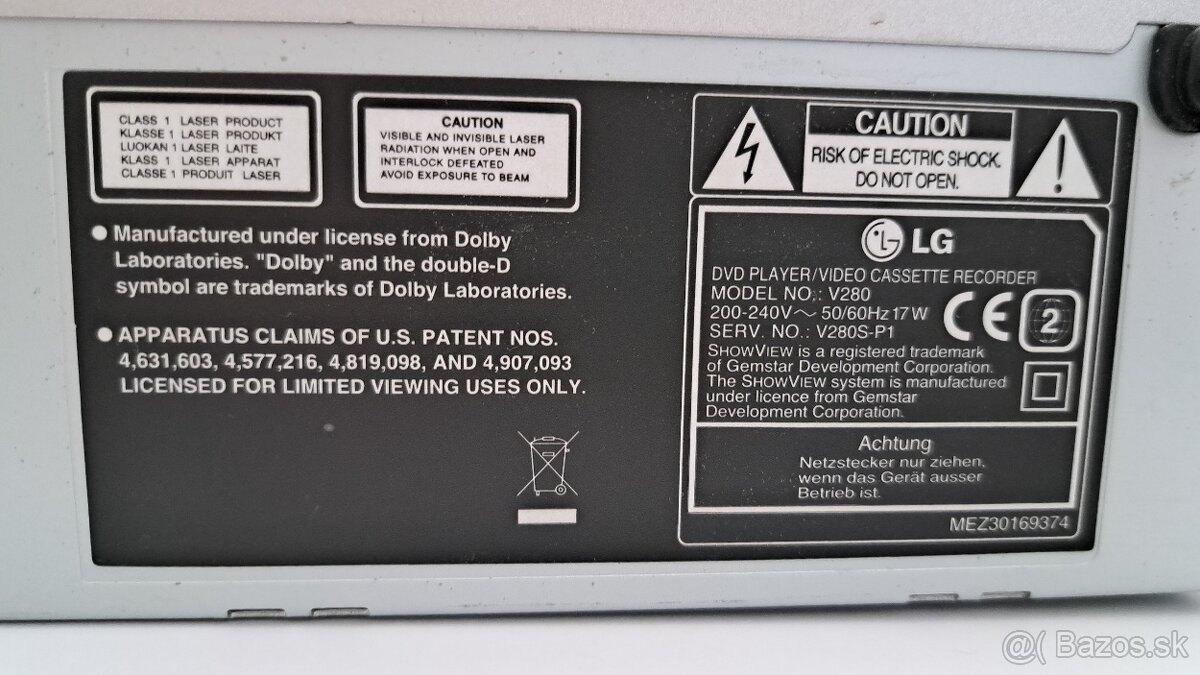 CLASS 1 LASER PRODUCT
KLASSE 1 LASER PRODUKT
LUOKAN 1 LASER LAITE
KLASS 1 LASER APPARAT
CLASSE 1 PRODUIT LASER
CAUTION
VISIBLE AND INVISIBLE LASER
RADIATION WHEN OPEN AND
INTERLOCK DEFEATED
AVOID EXPOSURE TO BEAM
● Manufactured under license from Dolby
Laboratories. "Dolby" and the double-D
symbol are trademarks of Dolby Laboratories.
● APPARATUS CLAIMS OF U.S. PATENT NOS.
4,631,603, 4,577,216, 4,819,098, AND 4,907,093
LICENSED FOR LIMITED VIEWING USES ONLY.
CAUTION
RISK OF ELECTRIC SHOCK.
DO NOT OPEN.
LG
DVD PLAYER/VIDEO CASSETTE RECORDER
MODEL NO.: V280
200-240V～ 50/60Hz 17W
SERV. NO.: V280S-P1
CE
2
SHOWVIEW is a registered trademark
of Gemstar Development Corporation.
The SHOWVIEW system is manufactured
under licence from Gemstar
Development Corporation.
Achtung
Netzstecker nur ziehen,
wenn das Gerät ausser
Betrieb ist.
MEZ30169374
@( Bazos.sk